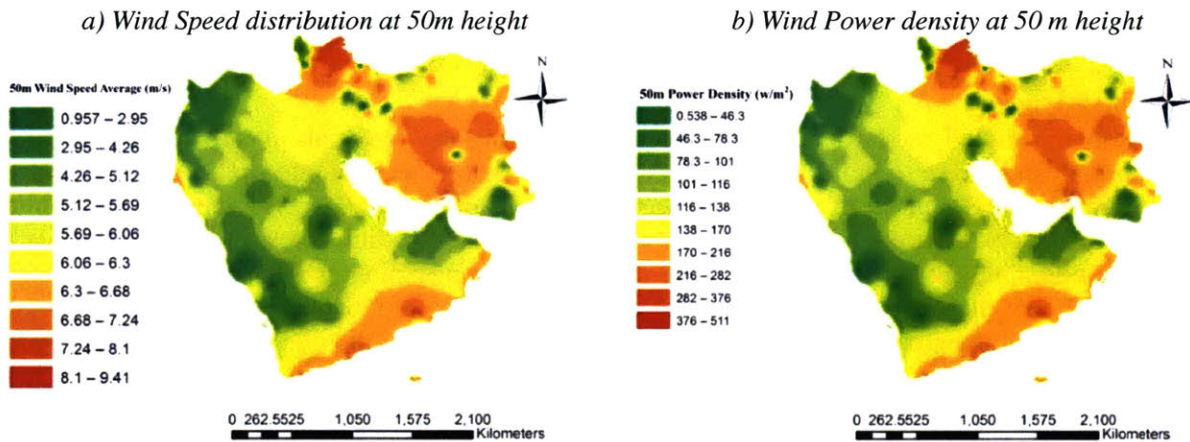 a) Wind Speed distribution at 50m height
b) Wind Power density at 50 m height
50m Wind Speed Average (m/s)
0.957 – 2.95
2.95 – 4.26
4.26 – 5.12
5.12 – 5.69
5.69 – 6.06
6.06 – 6.3
6.3 – 6.68
6.68 – 7.24
7.24 – 8.1
8.1 – 9.41
N
0 262.5525 1,050 1,575 2,100
Kilometers
50m Power Density (w/m²)
0.538 – 46.3
46.3 – 78.3
78.3 – 101
101 – 116
116 – 138
138 – 170
170 – 216
216 – 282
282 – 376
376 – 511
N
0 262.5525 1,050 1,575 2,100
Kilometers